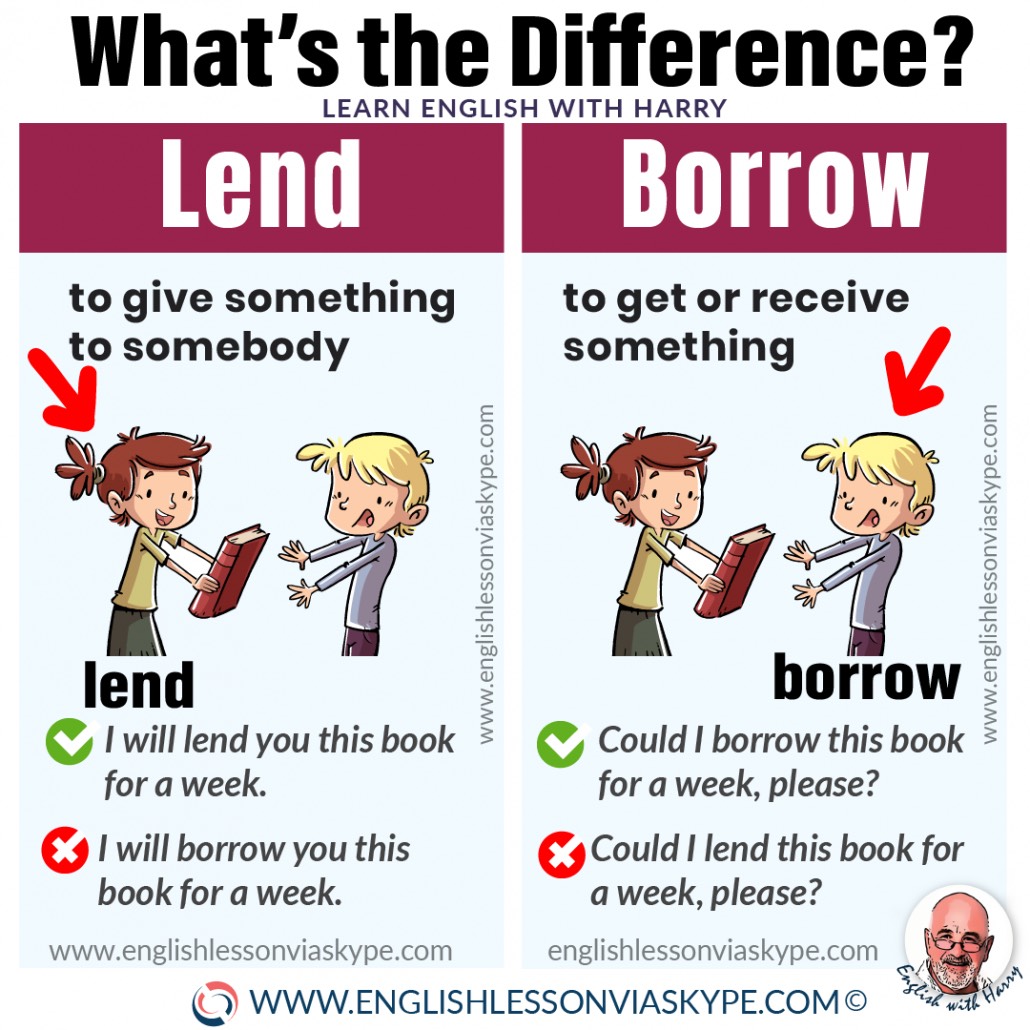 What's the Difference?
LEARN ENGLISH WITH HARRY
Lend
to give something
to somebody
lend
I will lend you this book
for a week.
I will borrow you this
book for a week.
www.englishlessonviaskype.com
www.englishlessonviaskype.com
Borrow
to get or receive
something
borrow
Could I borrow this book
for a week, please?
Could I lend this book for
a week, please?
www.englishlessonviaskype.com
englishlessonviaskype.com
English with Harry
WWW.ENGLISHLESSONVIASKYPE.COM©